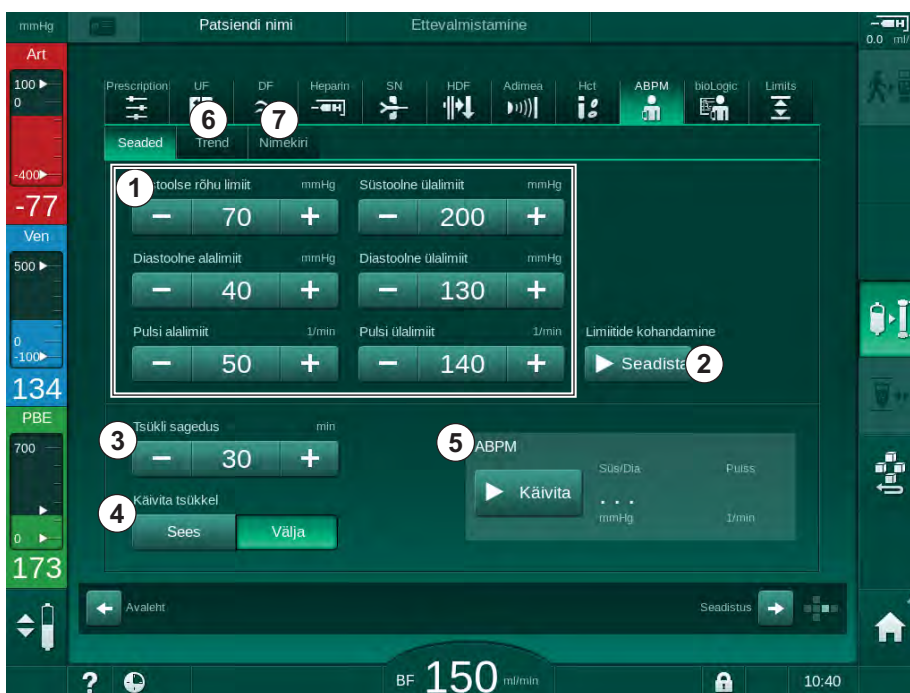 mmHg
Patsiendi nimi
Ettevalmistamine
0.0 ml/
Art
100
0
-400
-77
Ven
500
0
-100
134
PBE
700
0
173
Prescription
UF
DF
Heparin
SN
HDF
Adimea
Hct
ABPM
bioLogic
Limits
6
7
Seaded
Trend
Nimekiri
1
toolse rõhu limiit
mmHg
Süstoolne ülalimiit
mmHg
− 70 +
− 200 +
Diastoolne alalimiit
mmHg
Diastoolne ülalimiit
mmHg
− 40 +
− 130 +
Pulsi alalimiit
1/min
Pulsi ülalimiit
1/min
− 50 +
− 140 +
Limiitide kohandamine
Seadista
2
3
Tsükli sagedus
min
− 30 +
4
Käivita tsükkel
Sees
Välja
5
ABPM
Käivita
Süs/Dia
Pulss
. . .
mmHg
1/min
Avaleht
Seadistus
?
BF 150 ml/min
10:40